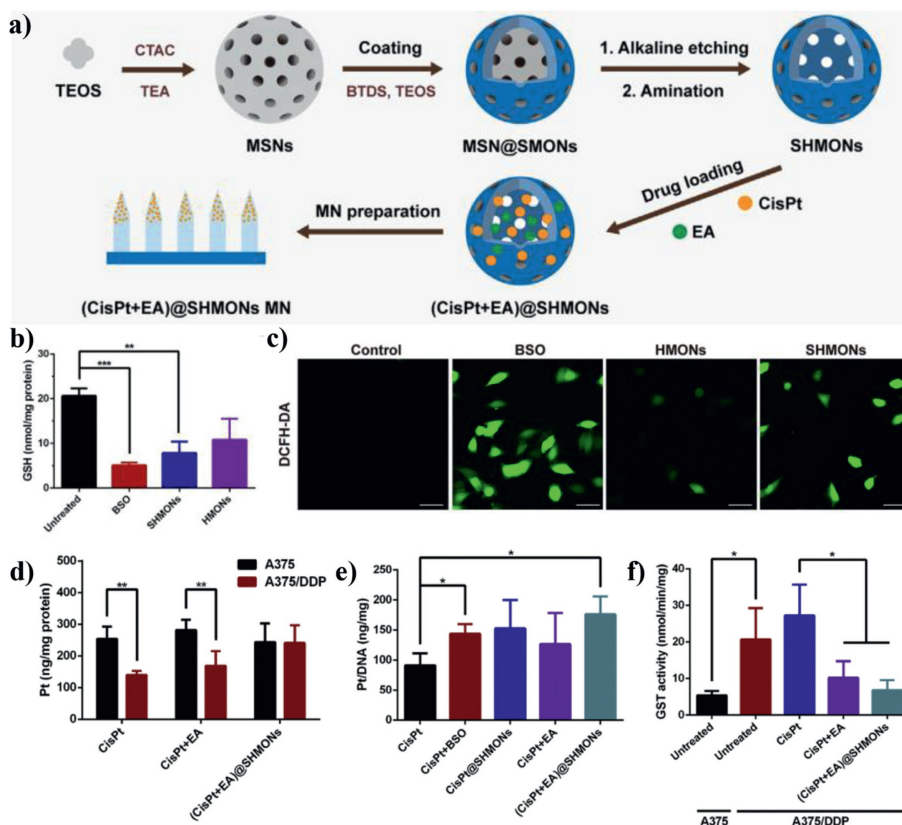 a)
TEOS
CTAC
TEA
MSNs
Coating
BTDS, TEOS
MSN@SMONs
1. Alkaline etching
2. Amination
SHMONs
Drug loading
CisPt
EA
(CisPt+EA)@SHMONs
MN preparation
(CisPt+EA)@SHMONs MN
b)
GSH (nmol/mg protein)
30
20
10
0
**
***
Untreated
BSO
SHMONs
HMONs
c)
Control
BSO
HMONs
SHMONs
DCFH-DA
d)
A375
A375/DDP
Pt (ng/mg protein)
500
400
300
200
100
0
**
**
CisPt
CisPt+EA
(CisPt+EA)@SHMONs
e)
Pt/DNA (ng/mg)
300
250
200
150
100
50
0
*
*
CisPt
CisPt+BSO
CisPt@SHMONs
CisPt+EA
(CisPt+EA)@SHMONs
f)
GST activity (nmol/min/mg)
40
30
20
10
0
*
*
Untreated
Untreated
CisPt
CisPt+EA
(CisPt+EA)@SHMONs
A375
A375/DDP